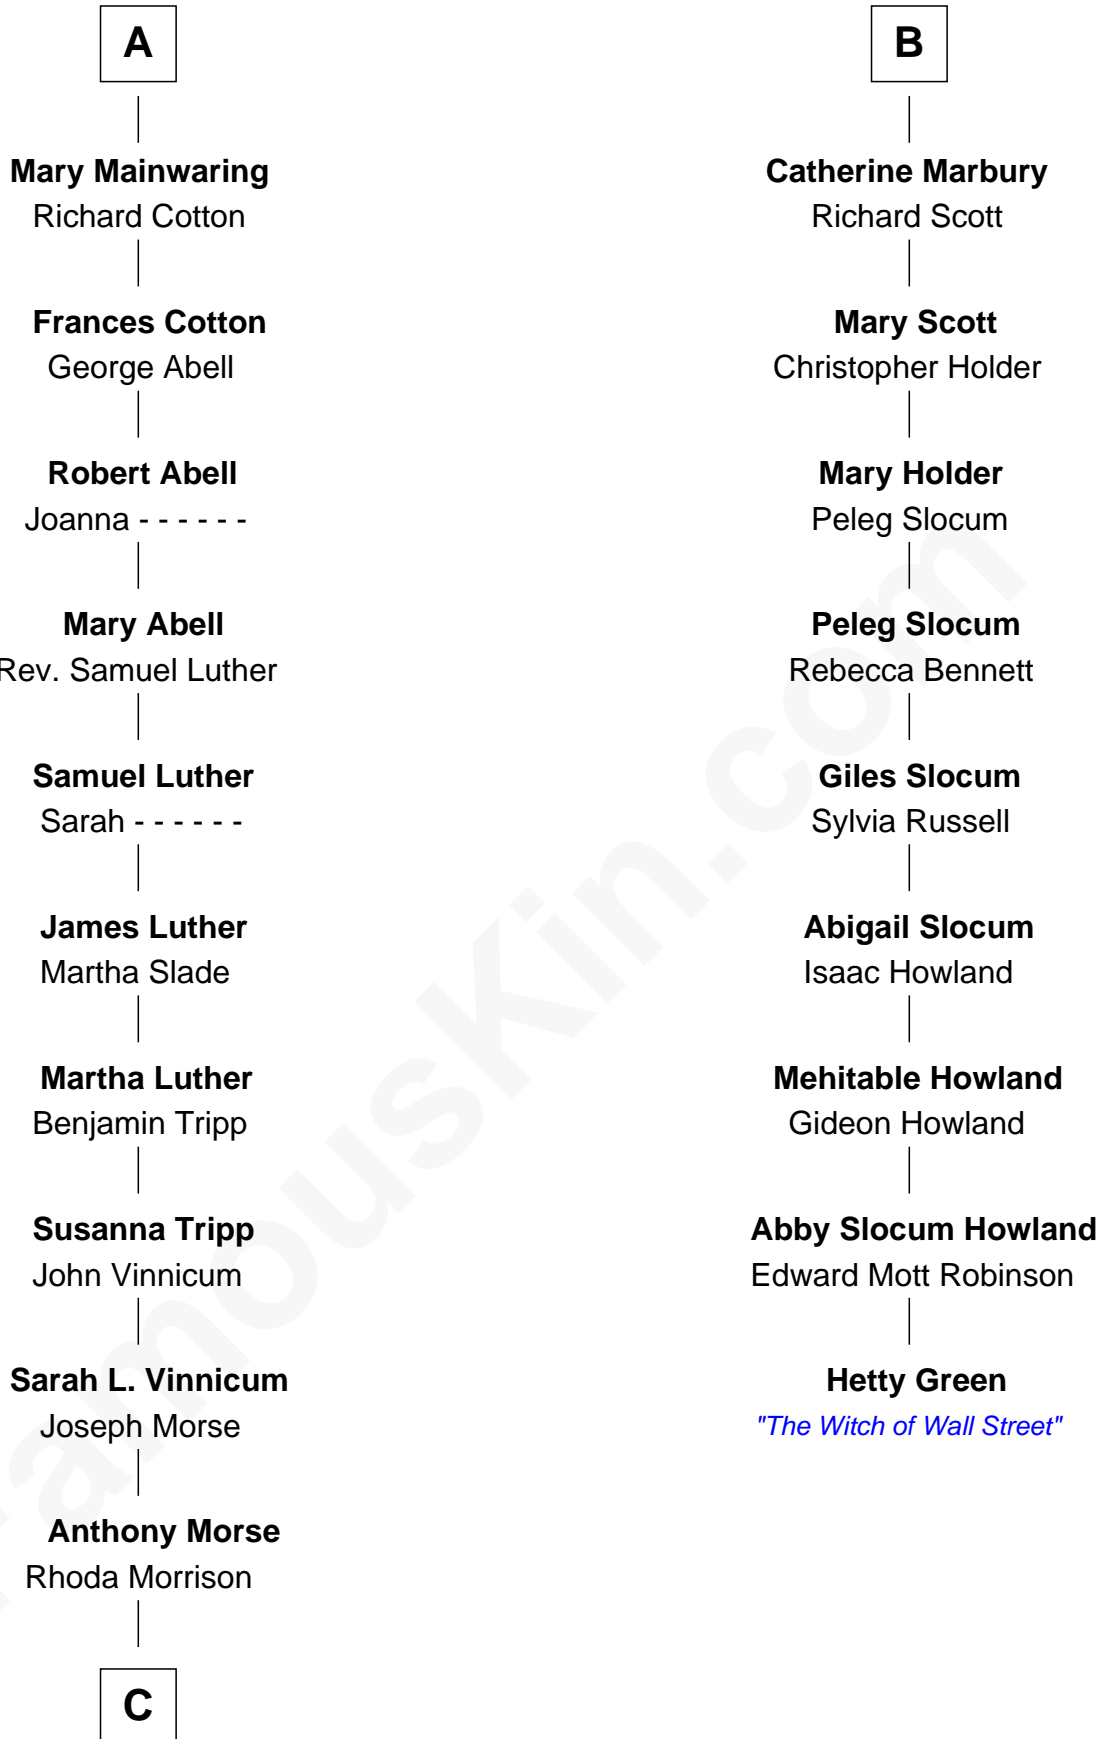 A
Mary Mainwaring
Richard Cotton
Frances Cotton
George Abell
Robert Abell
Joanna - - - - - -
Mary Abell
Rev. Samuel Luther
Samuel Luther
Sarah - - - - - -
James Luther
Martha Slade
Martha Luther
Benjamin Tripp
Susanna Tripp
John Vinnicum
Sarah L. Vinnicum
Joseph Morse
Anthony Morse
Rhoda Morrison
C
B
Catherine Marbury
Richard Scott
Mary Scott
Christopher Holder
Mary Holder
Peleg Slocum
Peleg Slocum
Rebecca Bennett
Giles Slocum
Sylvia Russell
Abigail Slocum
Isaac Howland
Mehitable Howland
Gideon Howland
Abby Slocum Howland
Edward Mott Robinson
Hetty Green
"The Witch of Wall Street"
FamousKin.com